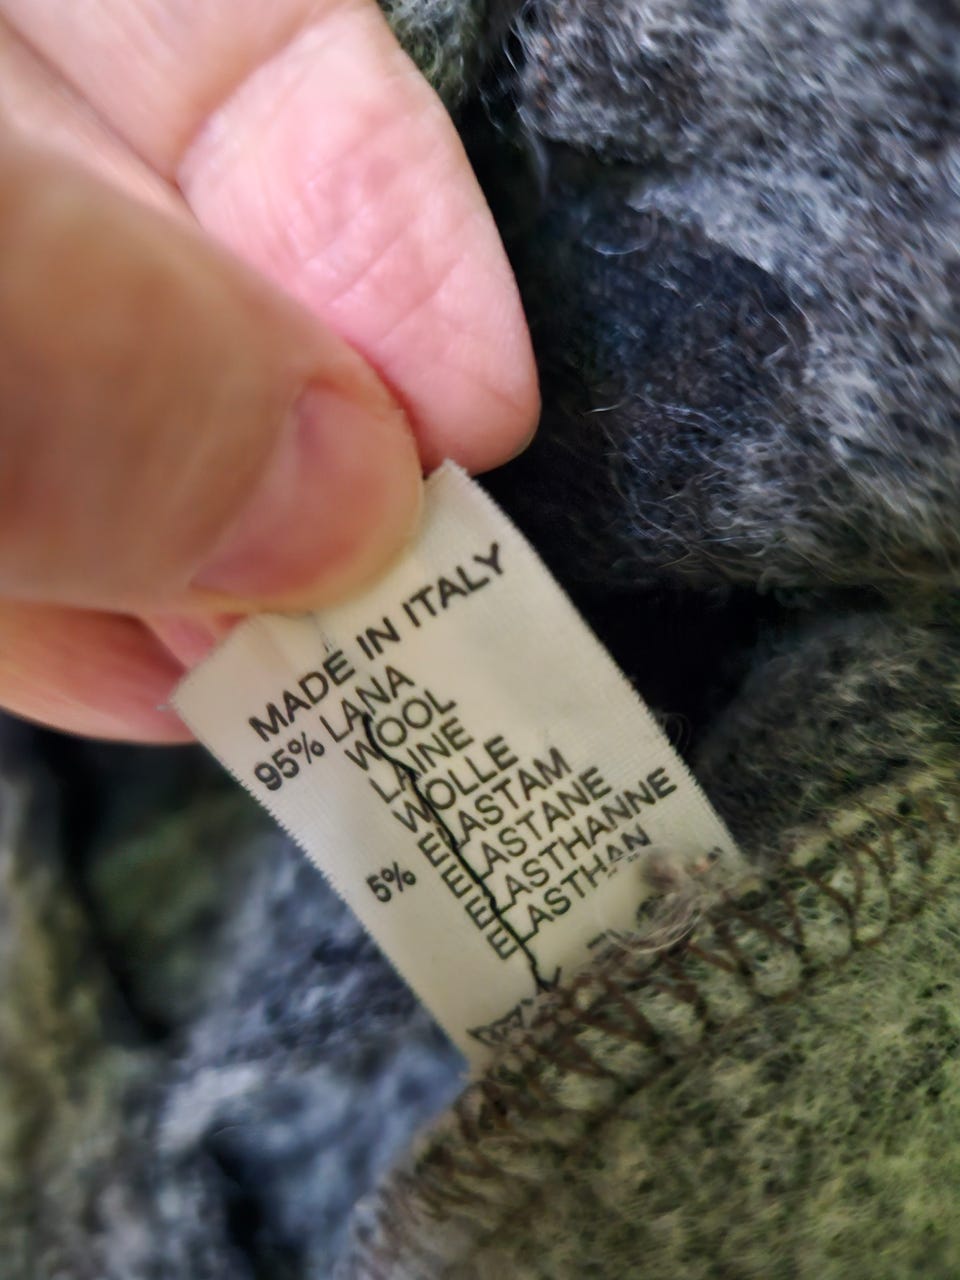 MADE IN ITALY
95% LANA
WOOL
LAINE
WOLLE
5% ELASTAM
ELASTANE
ELASTHANNE
ELASTHAN